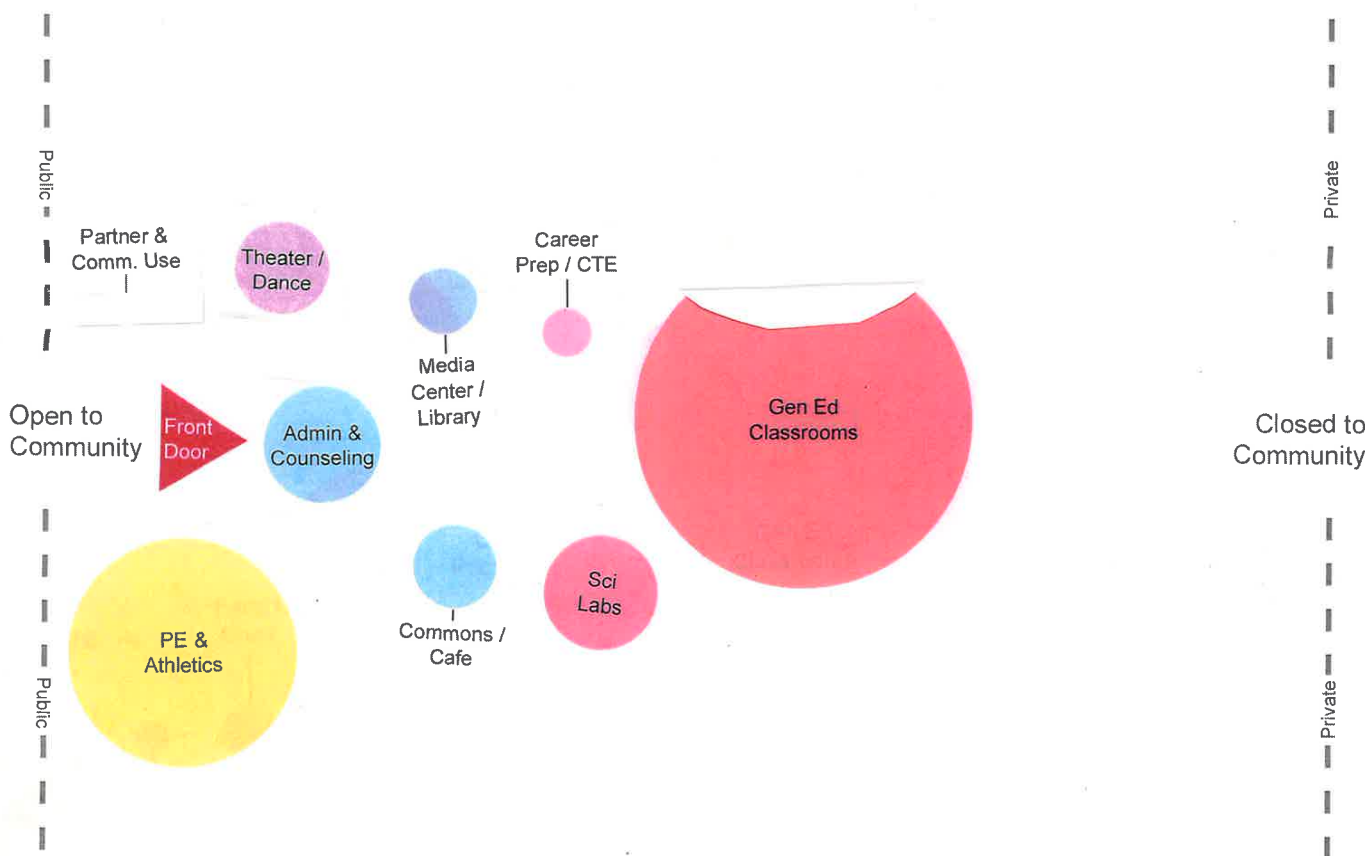 Public
Private
Partner &
Comm. Use
Theater /
Dance
Career
Prep / CTE
Media
Center /
Library
Open to
Community
Front
Door
Admin &
Counseling
Gen Ed
Classrooms
Closed to
Community
PE &
Athletics
Commons /
Cafe
Sci
Labs
Public
Private